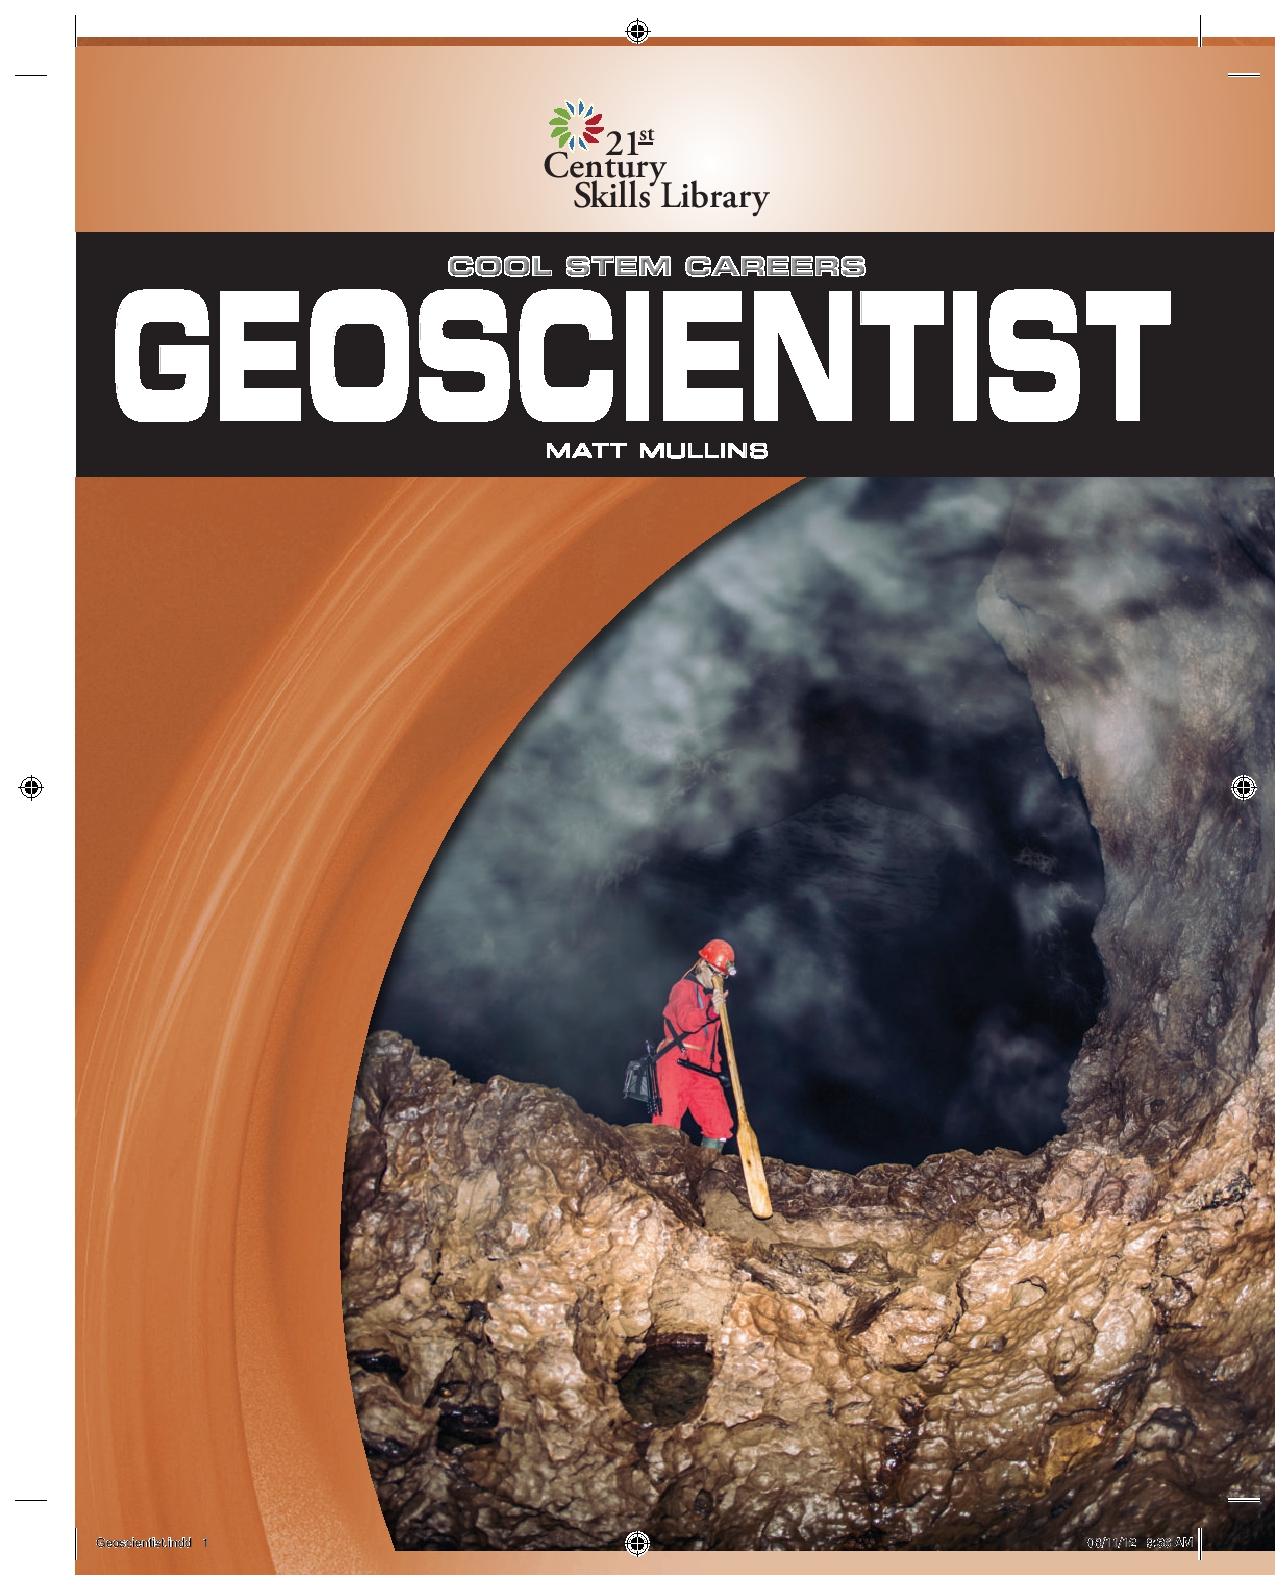 21st
Century
Skills Library
COOL STEM CAREERS
GEOSCIENTIST
MATT MULLINS
Geoscientist.indd 1